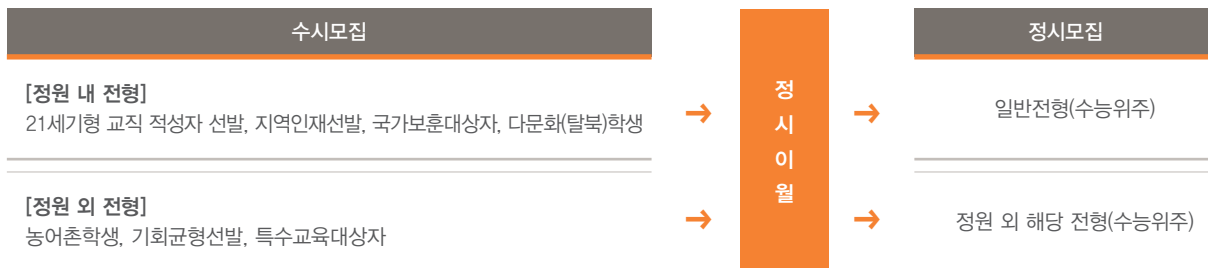 수시모집
[정원 내 전형]
21세기형 교직 적성자 선발, 지역인재선발, 국가보훈대상자, 다문화(탈북)학생
[정원 외 전형]
농어촌학생, 기회균형선발, 특수교육대상자
→
→
정
시
이
월
→
→
정시모집
일반전형(수능위주)
정원 외 해당 전형(수능위주)